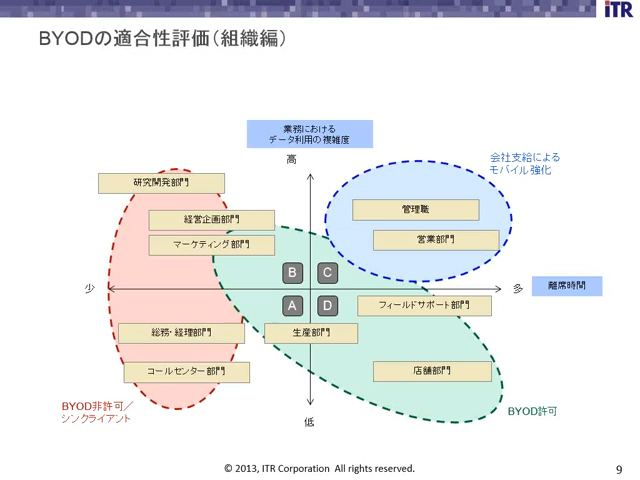 iTR
BYODの適合性評価（組織編）
業務における
データ利用の複雑度
高
会社支給による
モバイル強化
研究開発部門
管理職
経営企画部門
営業部門
マーケティング部門
B
C
少
多
離席時間
A
D
フィールドサポート部門
総務・経理部門
生産部門
コールセンター部門
店舗部門
BYOD非許可／
シンクライアント
BYOD許可
低
© 2013, ITR Corporation All rights reserved.
9